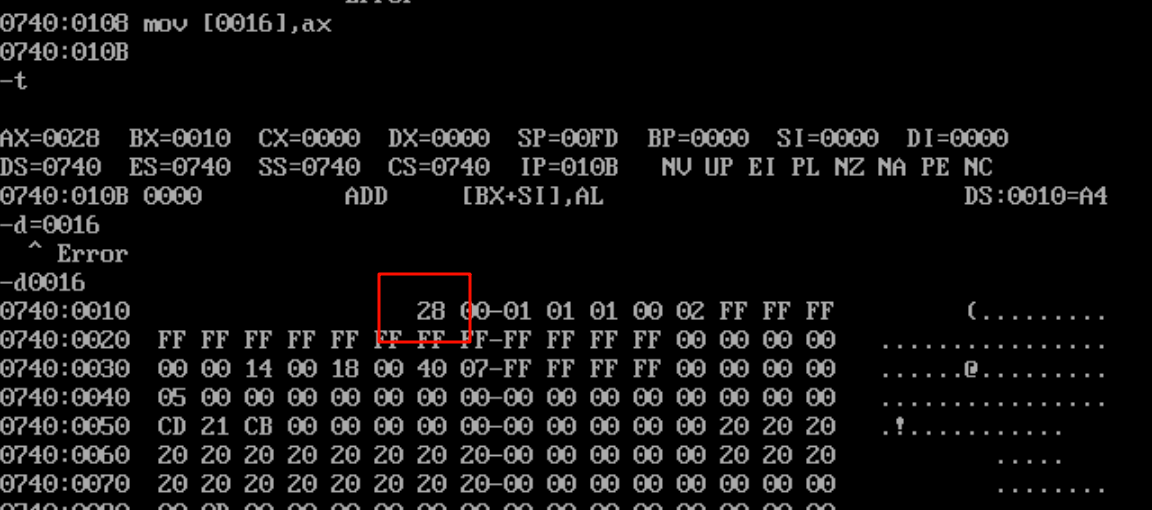 Error
0740:0108 mov [0016],ax
0740:010B
-t
AX=0028 BX=0010 CX=0000 DX=0000 SP=00FD BP=0000 SI=0000 DI=0000
DS=0740 ES=0740 SS=0740 CS=0740 IP=010B NV UP EI PL NZ NA PE NC
0740:010B 0000 ADD [BX+SI],AL DS:0010=A4
-d=0016
^ Error
-d0016
0740:0010 28 00-01 01 01 00 02 FF FF FF (.........
0740:0020 FF FF FF FF FF FF FF FF-FF FF FF FF 00 00 00 00 ................
0740:0030 00 00 14 00 18 00 40 07-FF FF FF FF 00 00 00 00 ......@.........
0740:0040 05 00 00 00 00 00 00 00-00 00 00 00 00 00 00 00 ................
0740:0050 CD 21 CB 00 00 00 00 00-00 00 00 00 00 20 20 20 .!...........
0740:0060 20 20 20 20 20 20 20 20-00 00 00 00 00 20 20 20 .....
0740:0070 20 20 20 20 20 20 20 20-00 00 00 00 00 00 00 00 ........